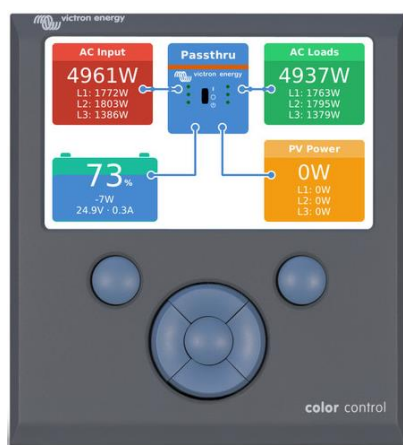 victron energy
AC Input
4961W
L1: 1772W
L2: 1803W
L3: 1386W
Passthru
victron energy
AC Loads
4937W
L1: 1763W
L2: 1795W
L3: 1379W
73%
-7W
24.9V · 0.3A
PV Power
0W
L1: 0W
L2: 0W
L3: 0W
color control